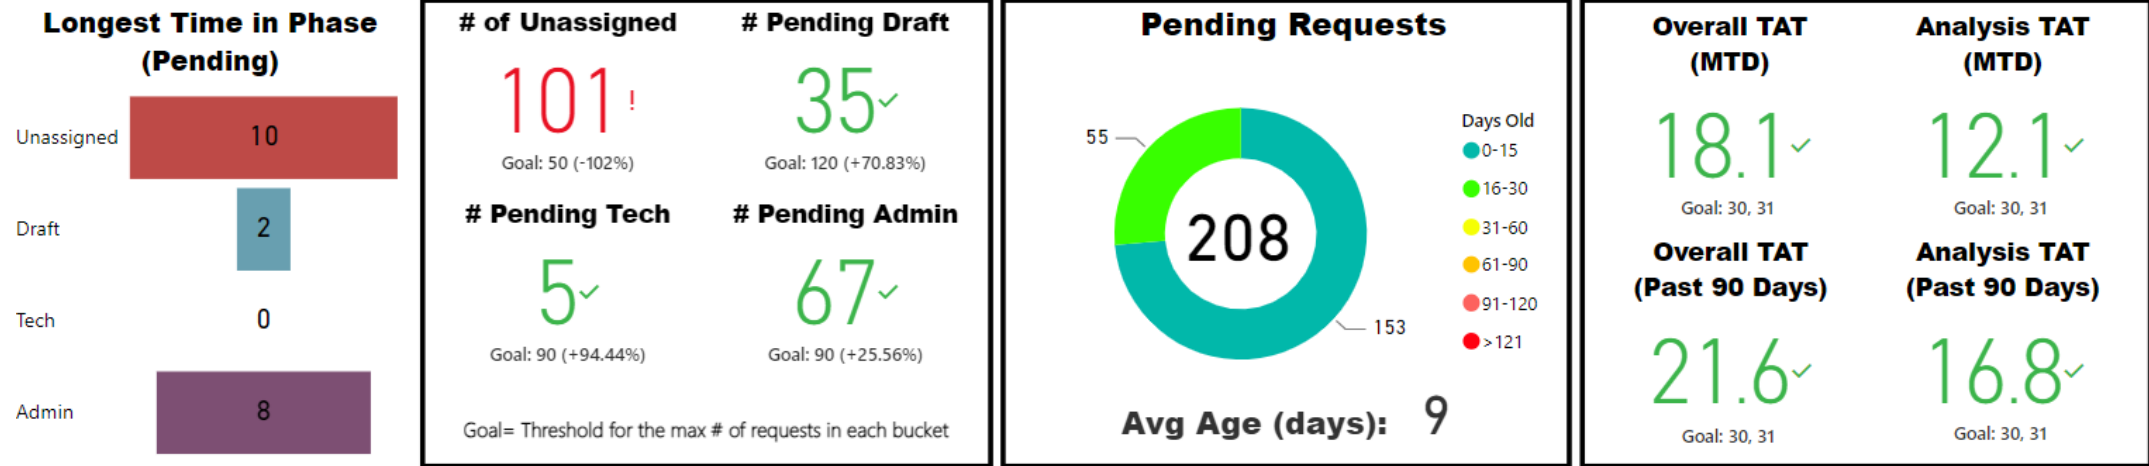 Longest Time in Phase
(Pending)
Unassigned
10
Draft
2
Tech
0
Admin
8
# of Unassigned
101!
Goal: 50 (-102%)
# Pending Draft
35
Goal: 120 (+70.83%)
# Pending Tech
5
Goal: 90 (+94.44%)
# Pending Admin
67
Goal: 90 (+25.56%)
Goal= Threshold for the max # of requests in each bucket
Pending Requests
55
208
153
Days Old
0-15
16-30
31-60
61-90
91-120
>121
Avg Age (days): 9
Overall TAT
(MTD)
18.1
Goal: 30, 31
Analysis TAT
(MTD)
12.1
Goal: 30, 31
Overall TAT
(Past 90 Days)
21.6
Goal: 30, 31
Analysis TAT
(Past 90 Days)
16.8
Goal: 30, 31